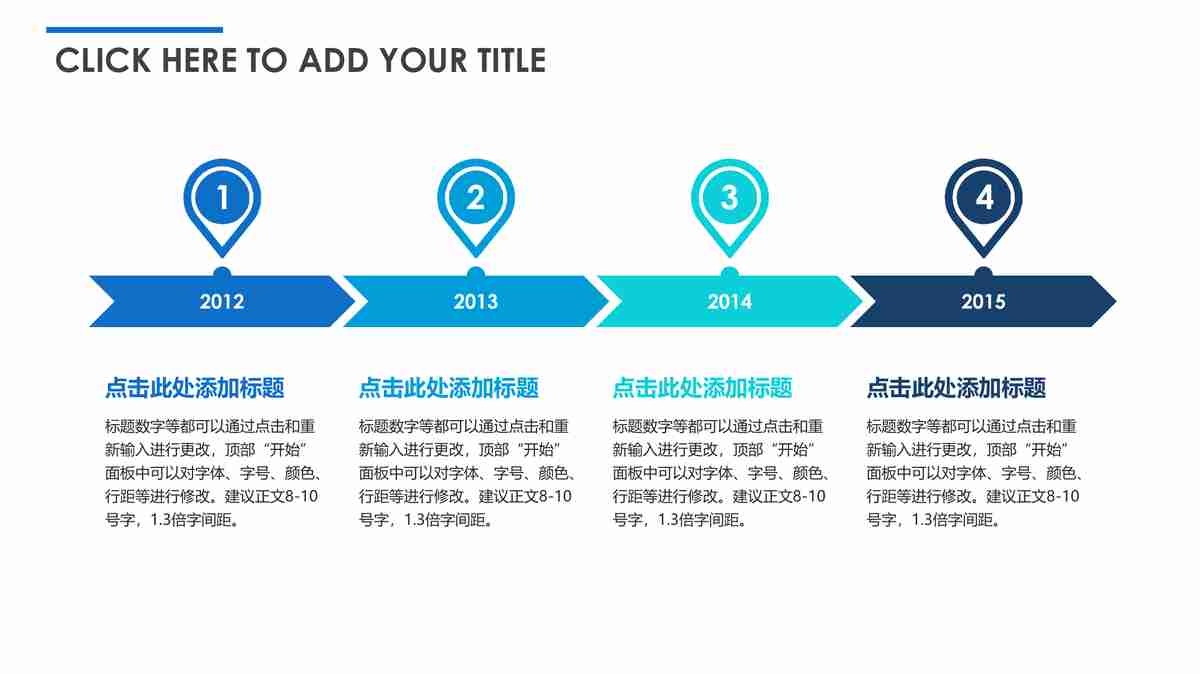 CLICK HERE TO ADD YOUR TITLE
1
2
3
4
2012
2013
2014
2015
点击此处添加标题
标题数字等都可以通过点击和重
新输入进行更改，顶部“开始”
面板中可以对字体、字号、颜色、
行距等进行修改。建议正文8-10
号字，1.3倍字间距。
点击此处添加标题
标题数字等都可以通过点击和重
新输入进行更改，顶部“开始”
面板中可以对字体、字号、颜色、
行距等进行修改。建议正文8-10
号字，1.3倍字间距。
点击此处添加标题
标题数字等都可以通过点击和重
新输入进行更改，顶部“开始”
面板中可以对字体、字号、颜色、
行距等进行修改。建议正文8-10
号字，1.3倍字间距。
点击此处添加标题
标题数字等都可以通过点击和重
新输入进行更改，顶部“开始”
面板中可以对字体、字号、颜色、
行距等进行修改。建议正文8-10
号字，1.3倍字间距。